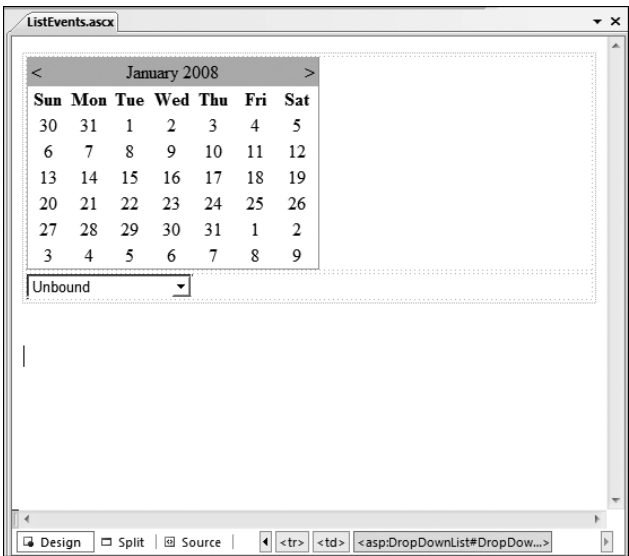 ListEvents.ascx
< January 2008 >
Sun Mon Tue Wed Thu Fri Sat
30 31 1 2 3 4 5
6 7 8 9 10 11 12
13 14 15 16 17 18 19
20 21 22 23 24 25 26
27 28 29 30 31 1 2
3 4 5 6 7 8 9
Unbound
Design Split Source <tr> <td> <asp:DropDownList#DropDow...>